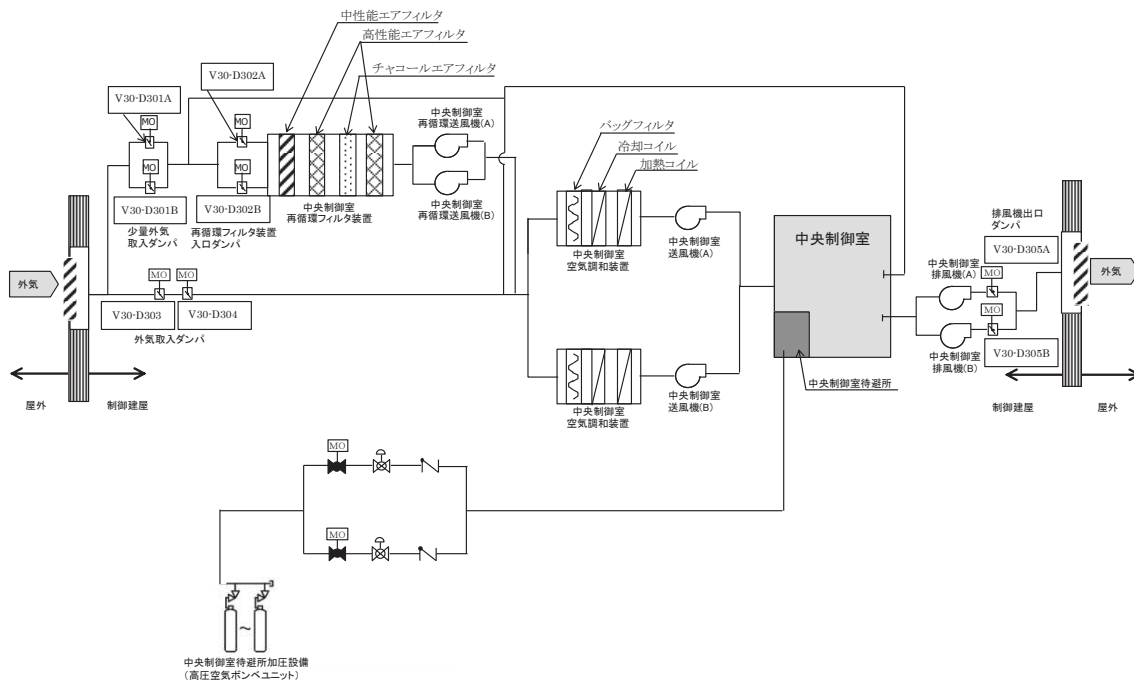 中性能エアフィルタ
高性能エアフィルタ
チャコールエアフィルタ
V30-D301A
V30-D302A
MO
MO
MO
MO
V30-D301B
V30-D302B
少量外気
取入ダンパ
再循環フィルタ装置
入口ダンパ
中央制御室
再循環フィルタ装置
中央制御室
再循環送風機(A)
中央制御室
再循環送風機(B)
バッグフィルタ
冷却コイル
加熱コイル
中央制御室
空気調和装置
中央制御室
送風機(A)
中央制御室
空気調和装置
中央制御室
送風機(B)
外気
MO
MO
V30-D303
V30-D304
外気取入ダンパ
屋外
制御建屋
中央制御室
中央制御室待避所
排風機出口
ダンパ
V30-D305A
中央制御室
排風機(A)
MO
MO
中央制御室
排風機(B)
V30-D305B
外気
制御建屋
屋外
MO
MO
～
中央制御室待避所加圧設備
(高圧空気ボンベユニット)